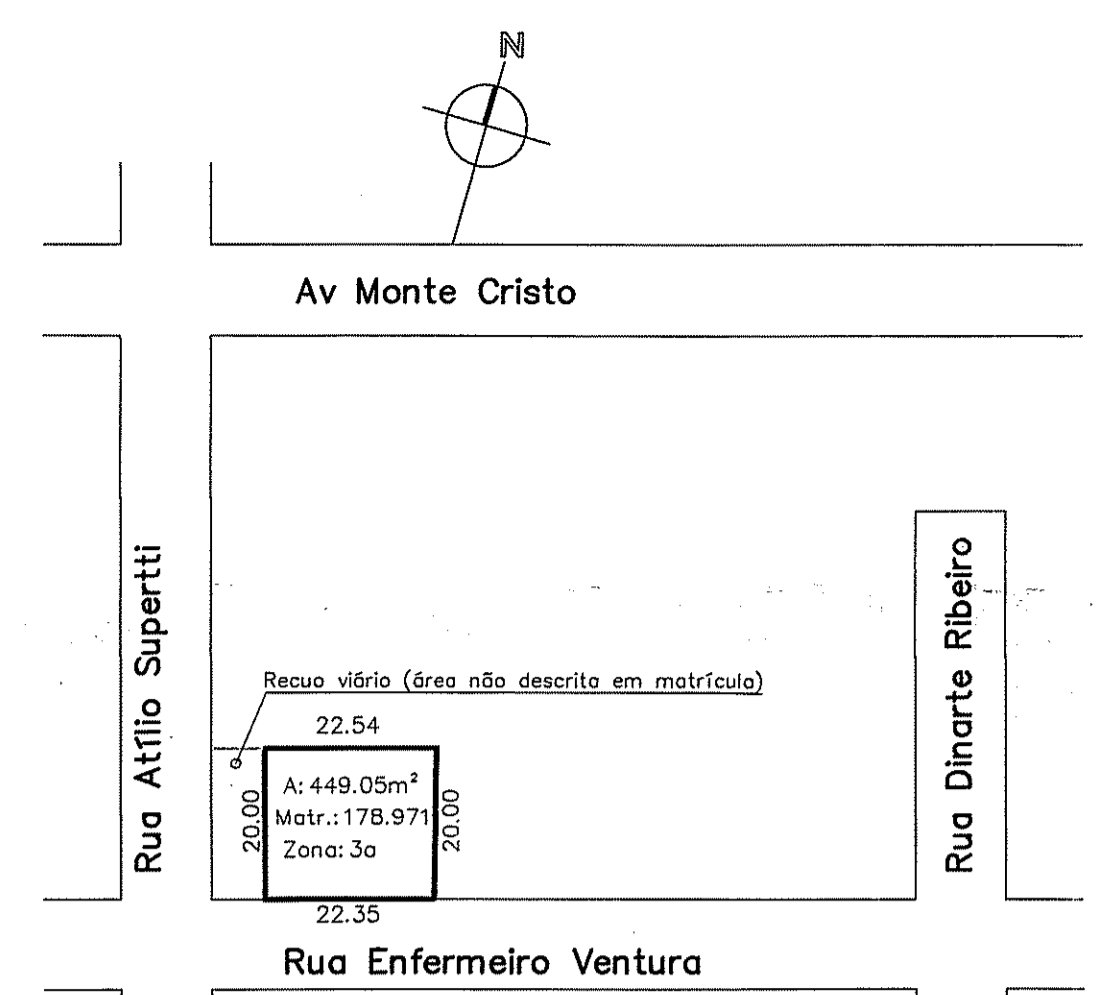 N
Av Monte Cristo
Rua Atílio Supertti
Rua Dinarte Ribeiro
Recuo viário (área não descrita em matrícula)
22.54
20.00
A: 449.05m²
Matr.: 178.971
Zona: 3a
20.00
22.35
Rua Enfermeiro Ventura